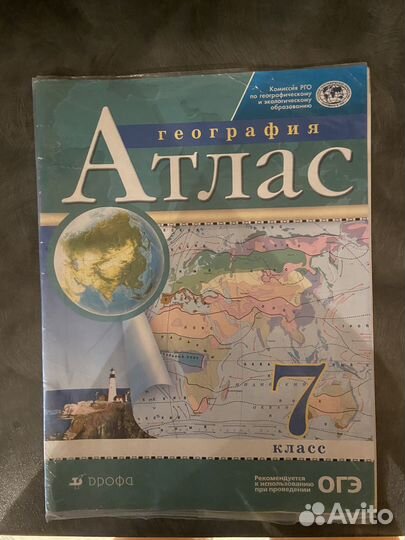 Комиссия РГО
по географическому
и экологическому
образованию
география
Атлас
7
класс
дрофа
Рекомендуется
к использованию
при проведении
ОГЭ
Avito